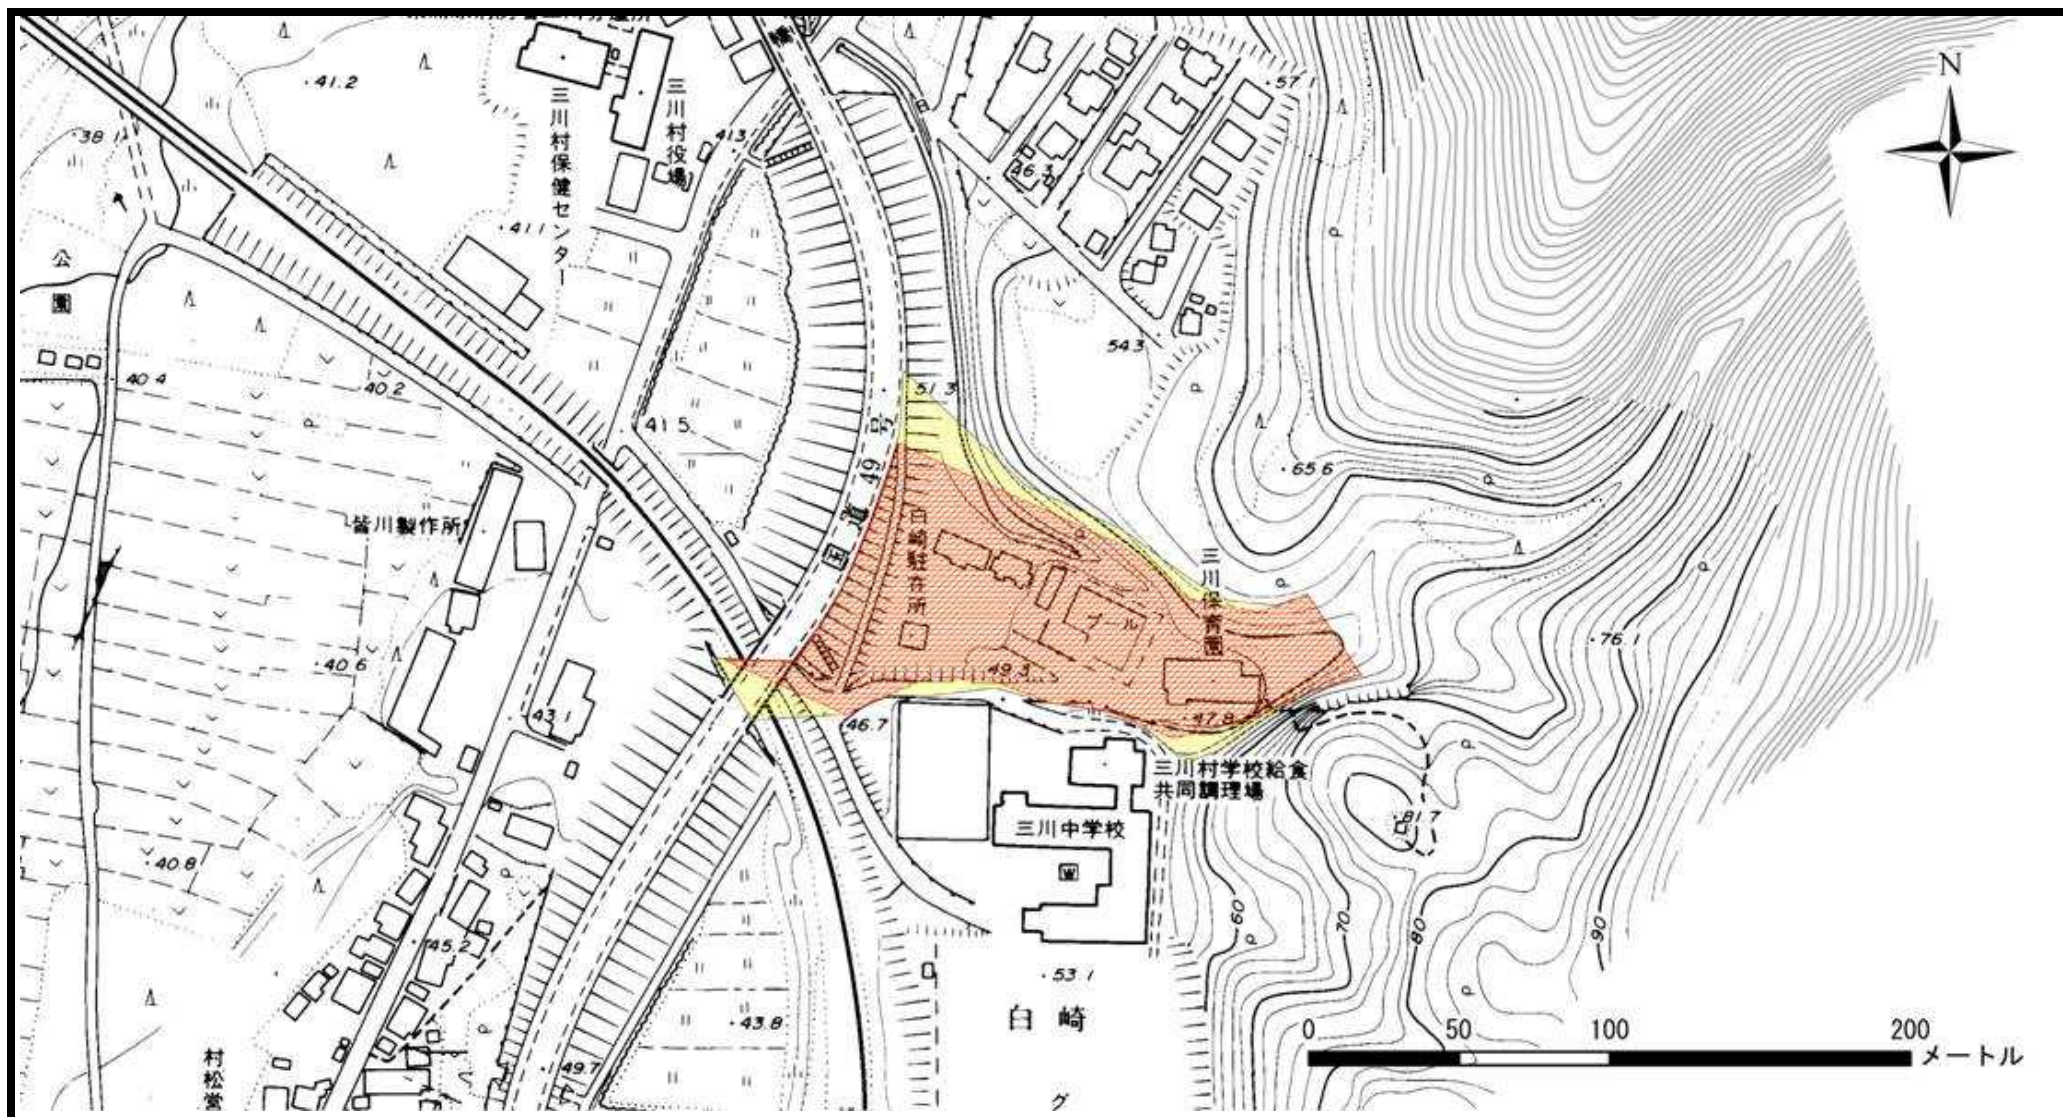 ・41.2
・38.1
三川村保健センター
三川村役場
41.3
・41.1
・57.1
46.3
N
公園
54.3
・40.4
・40.2
・41.5
・51.3
・65.6
国道49号
皆川製作所
白崎駐在所
三川保育園
プール
・76.1
・40.6
49.3
・43.1
・46.7
・47.8
三川村学校給食
共同調理場
三川中学校
・81.7
・40.8
60
70
80
90
・45.2
・53.1
白崎
・43.8
0 50 100 200
メートル
・49.7
村松堂
グ